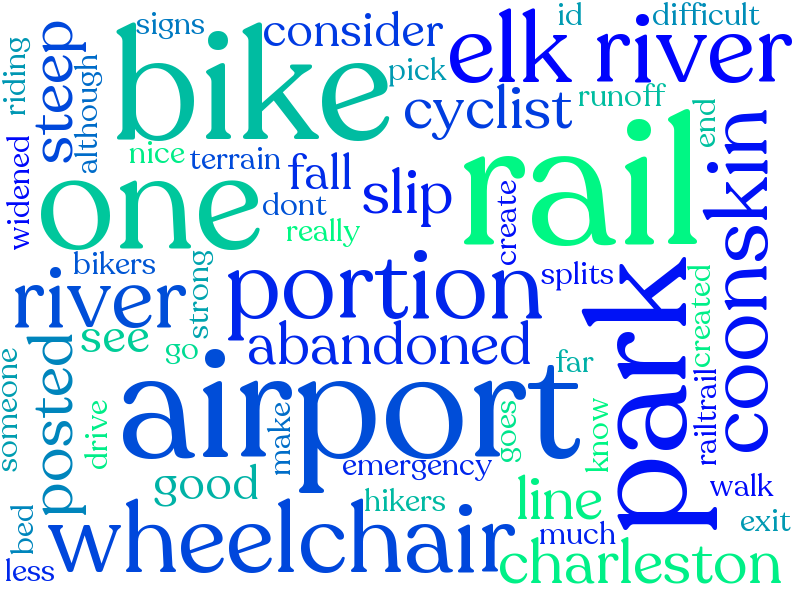 signs
consider
id
difficult
riding
steep
although
bike
pick
elk river
cyclist
runoff
end
widened
nice
terrain
fall
slip
rail
one
dont
really
create
coonskin
bikers
strong
portion
splits
river
see
go
abandoned
far
park
created
someone
posted
drive
airport
make
goes
know
railtrail
emergency
good
hikers
line
walk
bed
wheelchair
much
exit
less
charleston